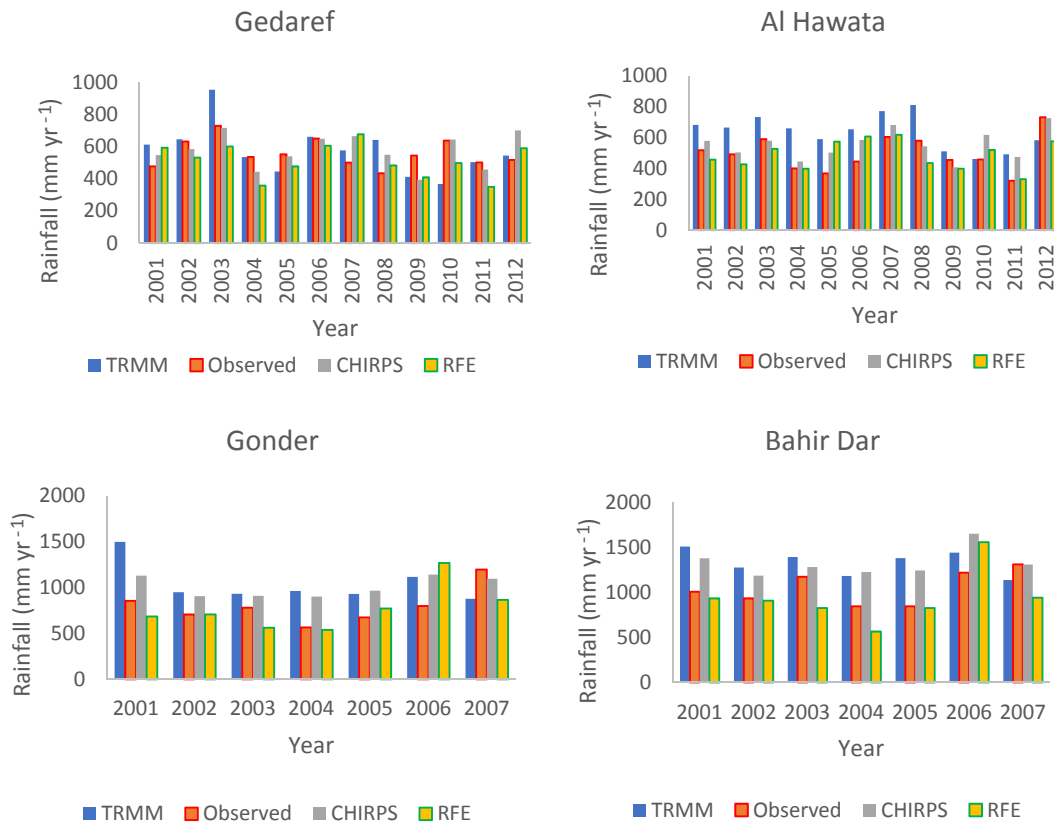 Gedaref
Rainfall (mm yr⁻¹)
1000
800
600
400
200
0
2001 2002 2003 2004 2005 2006 2007 2008 2009 2010 2011 2012
Year
TRMM Observed CHIRPS RFE
Al Hawata
Rainfall (mm yr⁻¹)
1000
800
600
400
200
0
2001 2002 2003 2004 2005 2006 2007 2008 2009 2010 2011 2012
Year
TRMM Observed CHIRPS RFE
Gonder
Rainfall (mm yr⁻¹)
2000
1500
1000
500
0
2001 2002 2003 2004 2005 2006 2007
Year
TRMM Observed CHIRPS RFE
Bahir Dar
Rainfall (mm yr⁻¹)
2000
1500
1000
500
0
2001 2002 2003 2004 2005 2006 2007
Year
TRMM Observed CHIRPS RFE